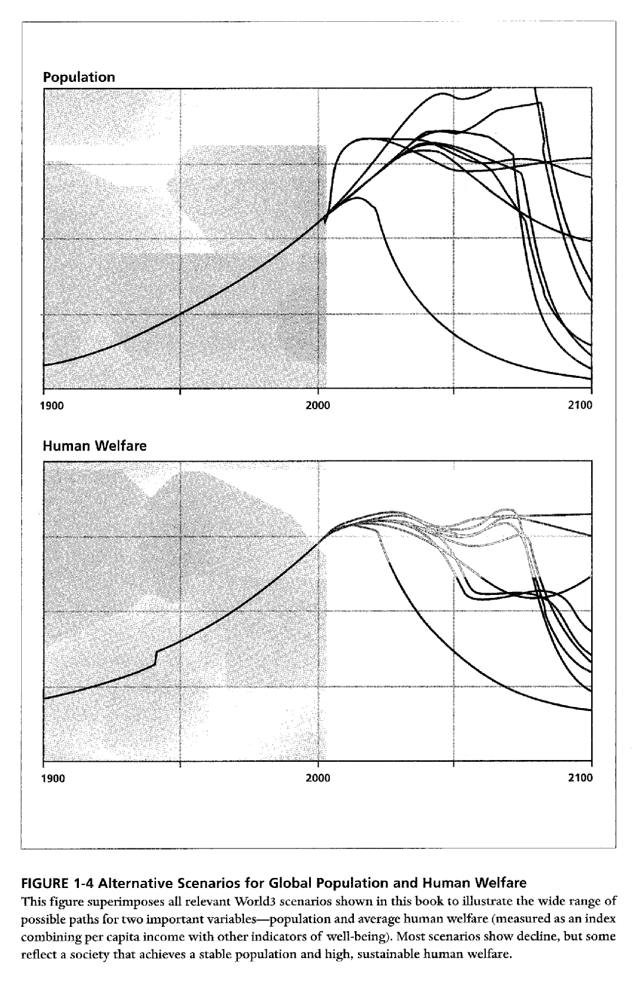 Population
1900 2000 2100
Human Welfare
1900 2000 2100
FIGURE 1-4 Alternative Scenarios for Global Population and Human Welfare
This figure superimposes all relevant World3 scenarios shown in this book to illustrate the wide range of
possible paths for two important variables—population and average human welfare (measured as an index
combining per capita income with other indicators of well-being). Most scenarios show decline, but some
reflect a society that achieves a stable population and high, sustainable human welfare.